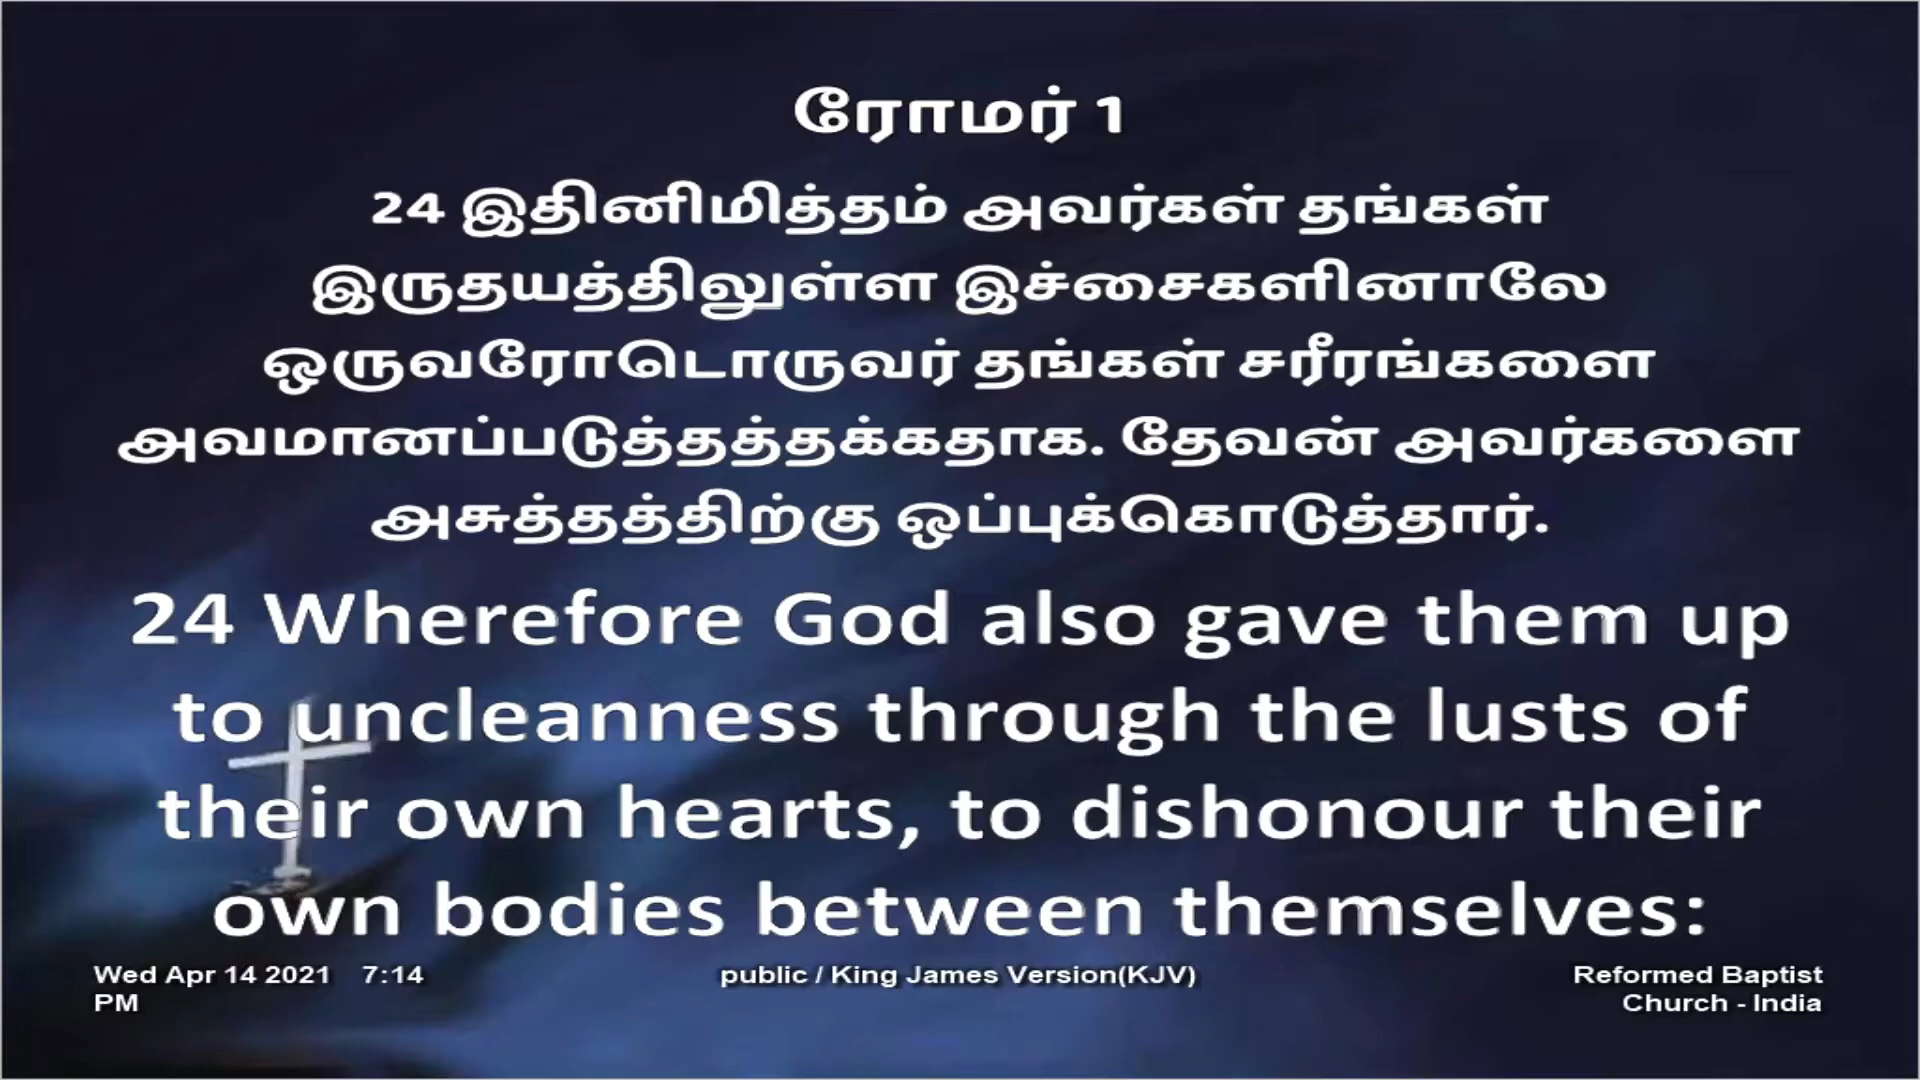 ரோமர் 1
24 இதினிமித்தம் அவர்கள் தங்கள்
இருதயத்திலுள்ள இச்சைகளினாலே
ஒருவரோடொருவர் தங்கள் சரீரங்களை
அவமானப்படுத்தத்தக்கதாக. தேவன் அவர்களை
அசுத்தத்திற்கு ஒப்புக்கொடுத்தார்.
24 Wherefore God also gave them up
to uncleanness through the lusts of
their own hearts, to dishonour their
own bodies between themselves:
Wed Apr 14 2021 7:14
PM
public / King James Version(KJV)
Reformed Baptist
Church - India